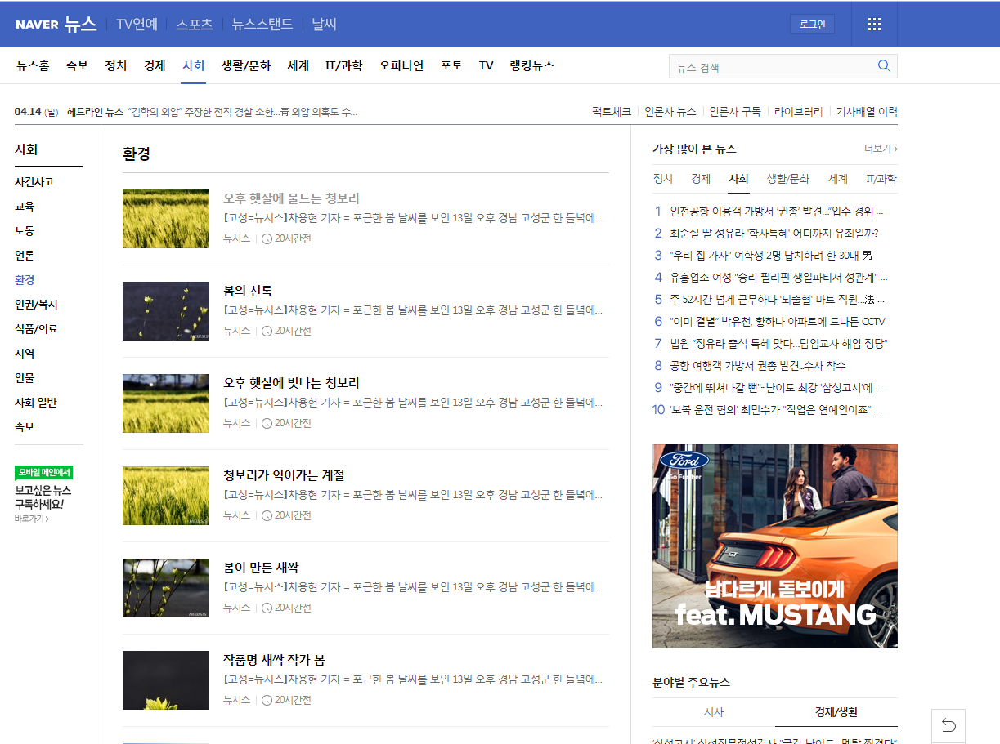 NAVER 뉴스 TV연예 스포츠 뉴스스탠드 날씨 로그인
뉴스홈 속보 정치 경제 사회 생활/문화 세계 IT/과학 오피니언 포토 TV 랭킹뉴스 뉴스 검색
04.14 (일) 헤드라인 뉴스 "김학의 외압" 주장한 전직 경찰 소환...靑 외압 의혹도 수...
팩트체크 언론사 뉴스 언론사 구독 라이브러리 기사배열 이력
사회
사건사고
교육
노동
언론
환경
인권/복지
식품/의료
지역
인물
사회 일반
속보
모바일 메인에서
보고싶은 뉴스
구독하세요!
바로가기 >
환경
오후 햇살에 물드는 청보리
【고성=뉴시스】차용현 기자 = 포근한 봄 날씨를 보인 13일 오후 경남 고성군 한 들녘에...
뉴시스 20시간전
봄의 신록
【고성=뉴시스】차용현 기자 = 포근한 봄 날씨를 보인 13일 오후 경남 고성군 한 들녘에...
뉴시스 20시간전
NEWSIS
오후 햇살에 빛나는 청보리
【고성=뉴시스】차용현 기자 = 포근한 봄 날씨를 보인 13일 오후 경남 고성군 한 들녘에...
뉴시스 20시간전
청보리가 익어가는 계절
【고성=뉴시스】차용현 기자 = 포근한 봄 날씨를 보인 13일 오후 경남 고성군 한 들녘에...
뉴시스 20시간전
NEWSIS
봄이 만든 새싹
【고성=뉴시스】차용현 기자 = 포근한 봄 날씨를 보인 13일 오후 경남 고성군 한 들녘에...
뉴시스 20시간전
NEWSIS
작품명 새싹 작가 봄
【고성=뉴시스】차용현 기자 = 포근한 봄 날씨를 보인 13일 오후 경남 고성군 한 들녘에...
뉴시스 20시간전
가장 많이 본 뉴스 더보기 >
정치 경제 사회 생활/문화 세계 IT/과학
1 인천공항 이용객 가방서 '권총' 발견..."입수 경위 ...
2 최순실 딸 정유라 '학사특혜' 어디까지 유죄일까?
3 "우리 집 가자" 여학생 2명 납치하려 한 30대 男
4 유흥업소 여성 "승리 필리핀 생일파티서 성관계" ...
5 주 52시간 넘게 근무하다 '뇌출혈' 마트 직원...法 ...
6 "이미 결별" 박유천, 황하나 아파트에 드나든 CCTV
7 법원 "정유라 출석 특혜 맞다...담임교사 해임 정당"
8 공항 여행객 가방서 권총 발견...수사 착수
9 "중간에 뛰쳐나갈 뻔"-난이도 최강 '삼성고시'에 ...
10 '보복 운전 혐의' 최민수가 "직업은 연예인이죠" ...
Ford
Go Further
GT
남다르게, 돋보이게
feat. MUSTANG
분야별 주요뉴스
시사 경제/생활